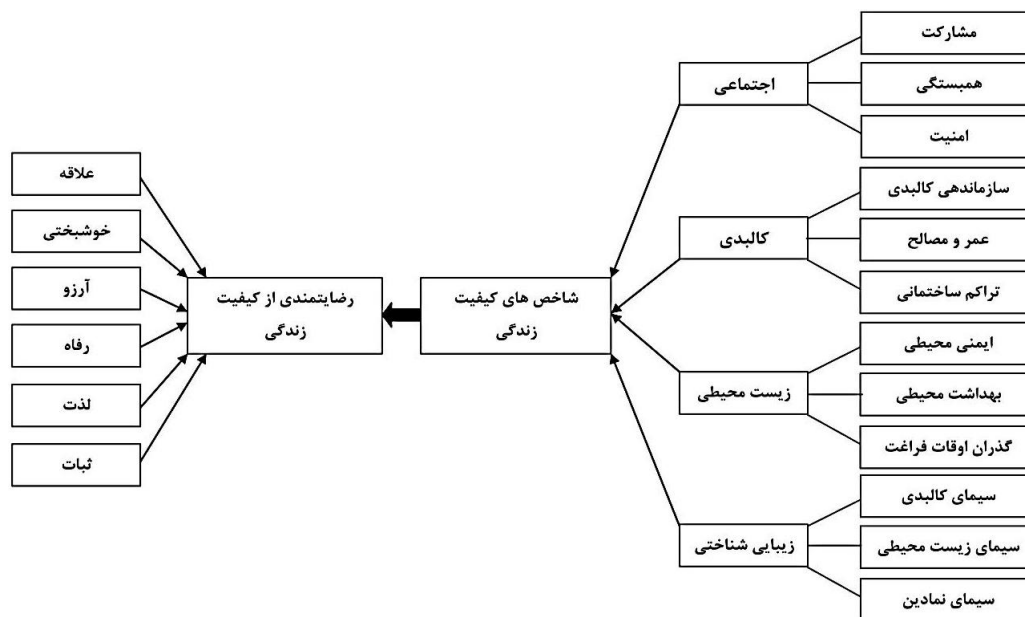 مشارکت
همبستگی
امنیت
اجتماعی
سازماندهی کالبدی
عمر و مصالح
تراکم ساختمانی
کالبدی
ایمنی محیطی
بهداشت محیطی
گذران اوقات فراغت
زیست محیطی
سیمای کالبدی
سیمای زیست محیطی
سیمای نمادین
زیبایی شناختی
شاخص های کیفیت
زندگی
رضایتمندی از کیفیت
زندگی
علاقه
خوشبختی
آرزو
رفاه
لذت
ثبات